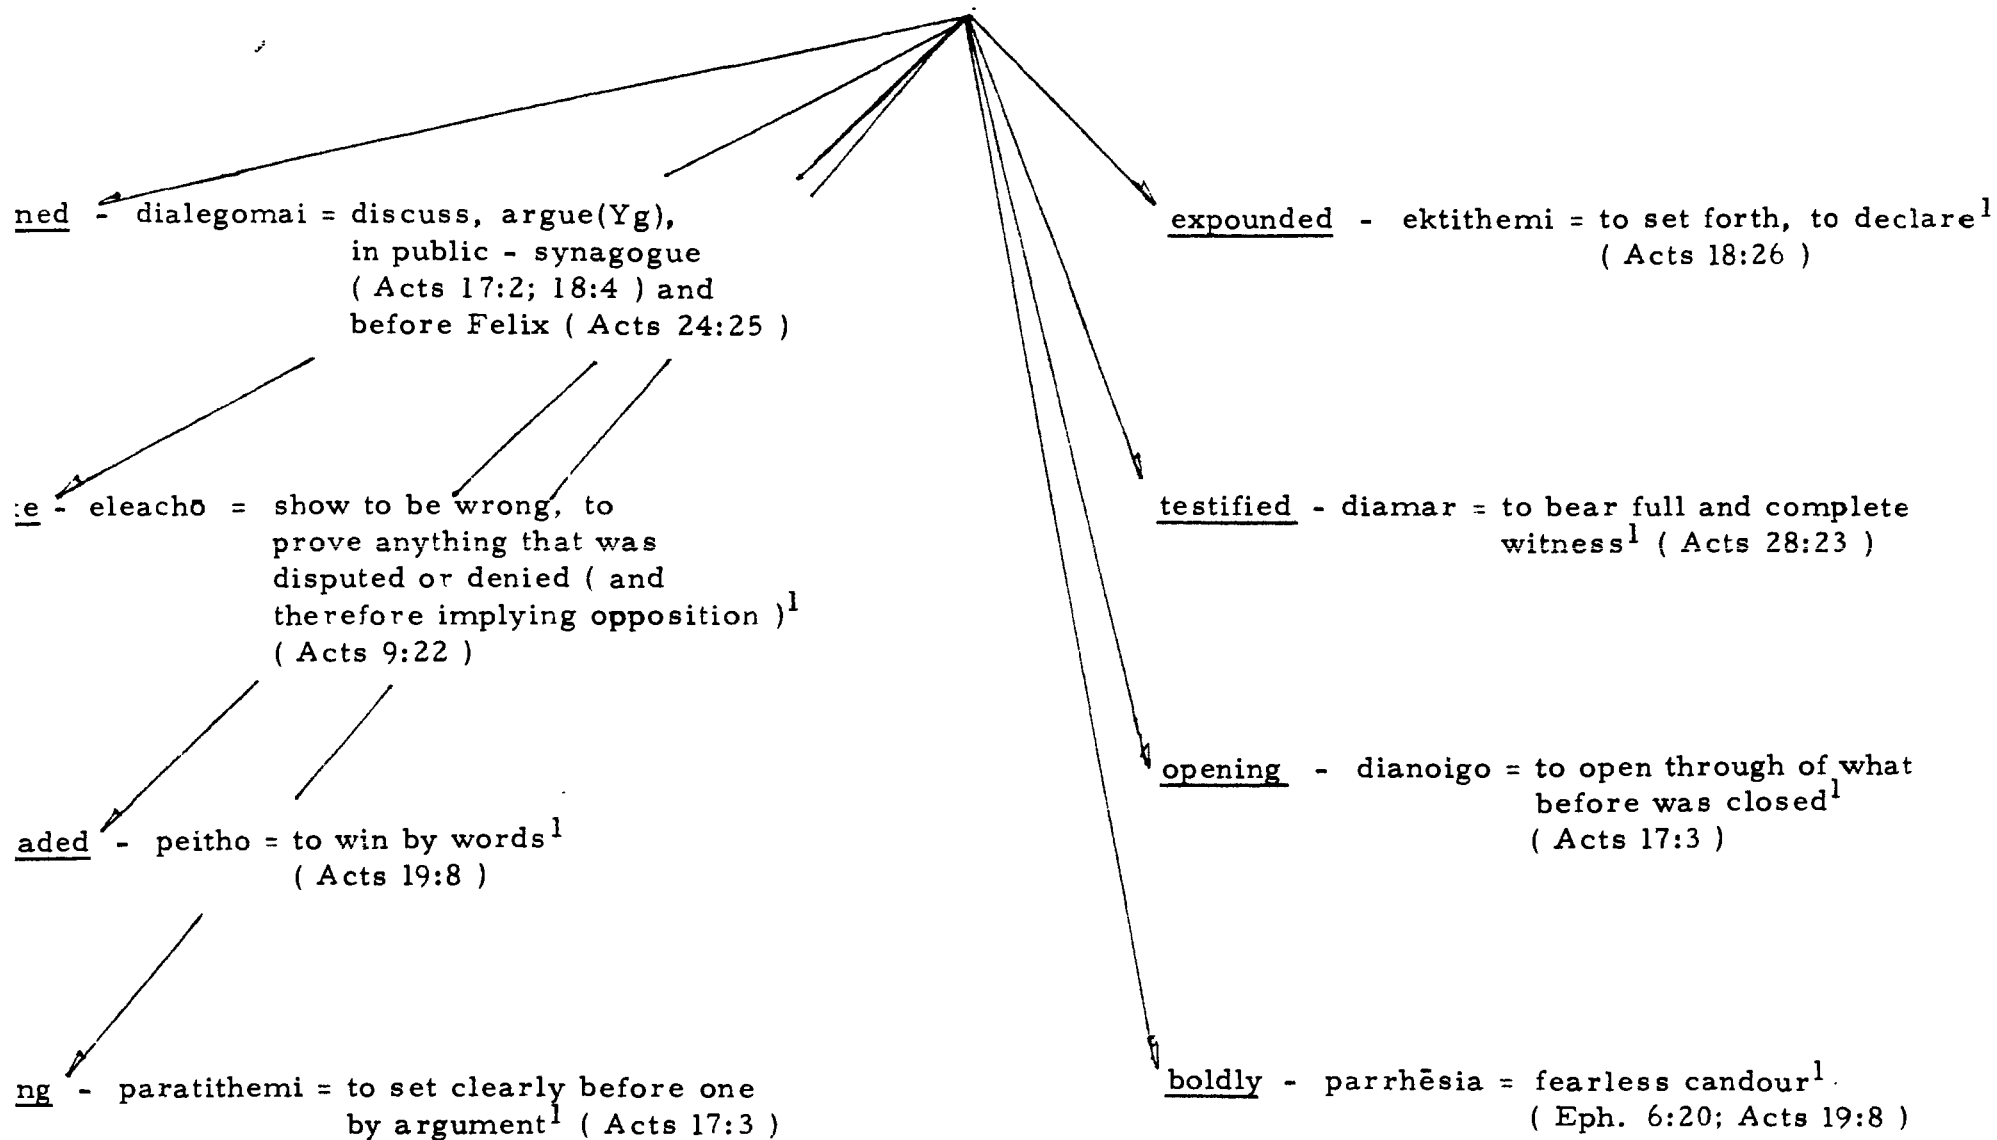 ned - dialegomai = discuss, argue(Yg),
in public - synagogue
( Acts 17:2; 18:4 ) and
before Felix ( Acts 24:25 )
te - eleachō = show to be wrong, to
prove anything that was
disputed or denied ( and
therefore implying opposition )1
( Acts 9:22 )
aded - peitho = to win by words1
( Acts 19:8 )
ng - paratithemi = to set clearly before one
by argument1 ( Acts 17:3 )
expounded - ektithemi = to set forth, to declare1
( Acts 18:26 )
testified - diamar = to bear full and complete
witness1 ( Acts 28:23 )
opening - dianoigo = to open through of what
before was closed1
( Acts 17:3 )
boldly - parrhēsia = fearless candour1
( Eph. 6:20; Acts 19:8 )